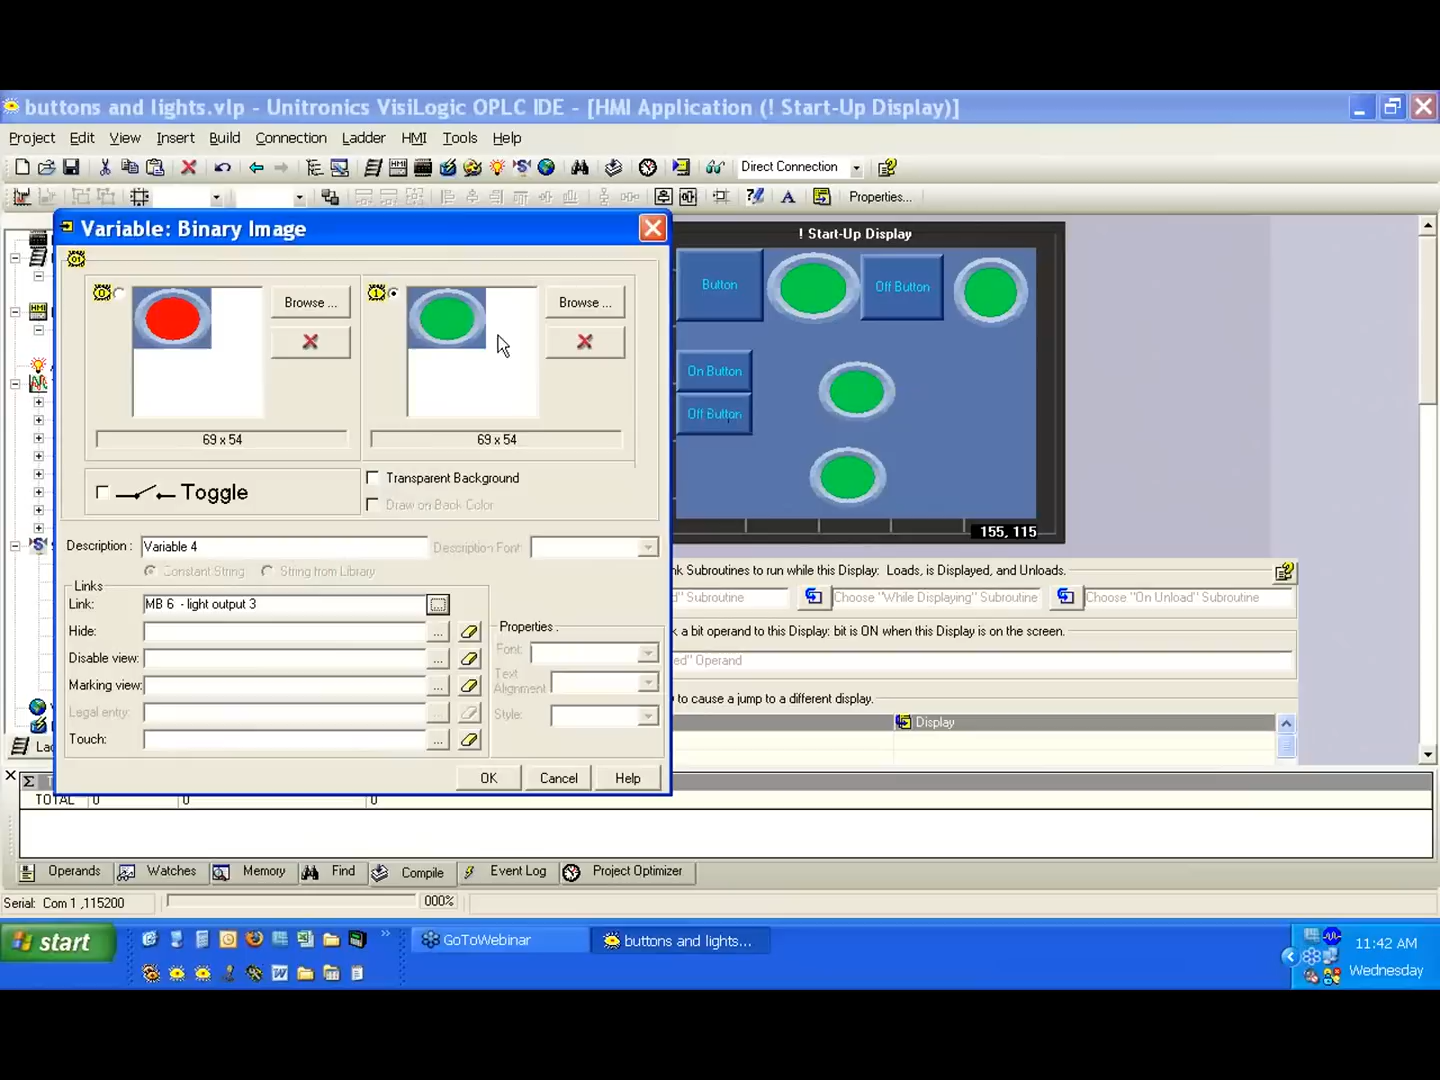 buttons and lights.vlp - Unitronics VisiLogic OPLC IDE - [HMI Application (! Start-Up Display)]
Project Edit View Insert Build Connection Ladder HMI Tools Help
Direct Connection
Properties...
Variable: Binary Image
! Start-Up Display
Browse ...
Browse ...
Button
Off Button
On Button
Off Button
69 x 54
69 x 54
Toggle
Transparent Background
Draw on Back Color
155, 115
Description : Variable 4 Description Font:
Constant String String from Library
Links
Link: MB 6 - light output 3
Hide:
Disable view:
Marking view:
Legal entry:
Touch:
Properties :
Font:
Text Alignment
Style:
OK Cancel Help
nk Subroutines to run while this Display: Loads, is Displayed, and Unloads.
d" Subroutine Choose "While Displaying" Subroutine Choose "On Unload" Subroutine
k a bit operand to this Display: bit is ON when this Display is on the screen.
ed" Operand
to cause a jump to a different display.
Display
La
TOTAL 0 0 0
Operands Watches Memory Find Compile Event Log Project Optimizer
Serial: Com 1 ,115200 000%
start GoToWebinar buttons and lights... 11:42 AM
Wednesday